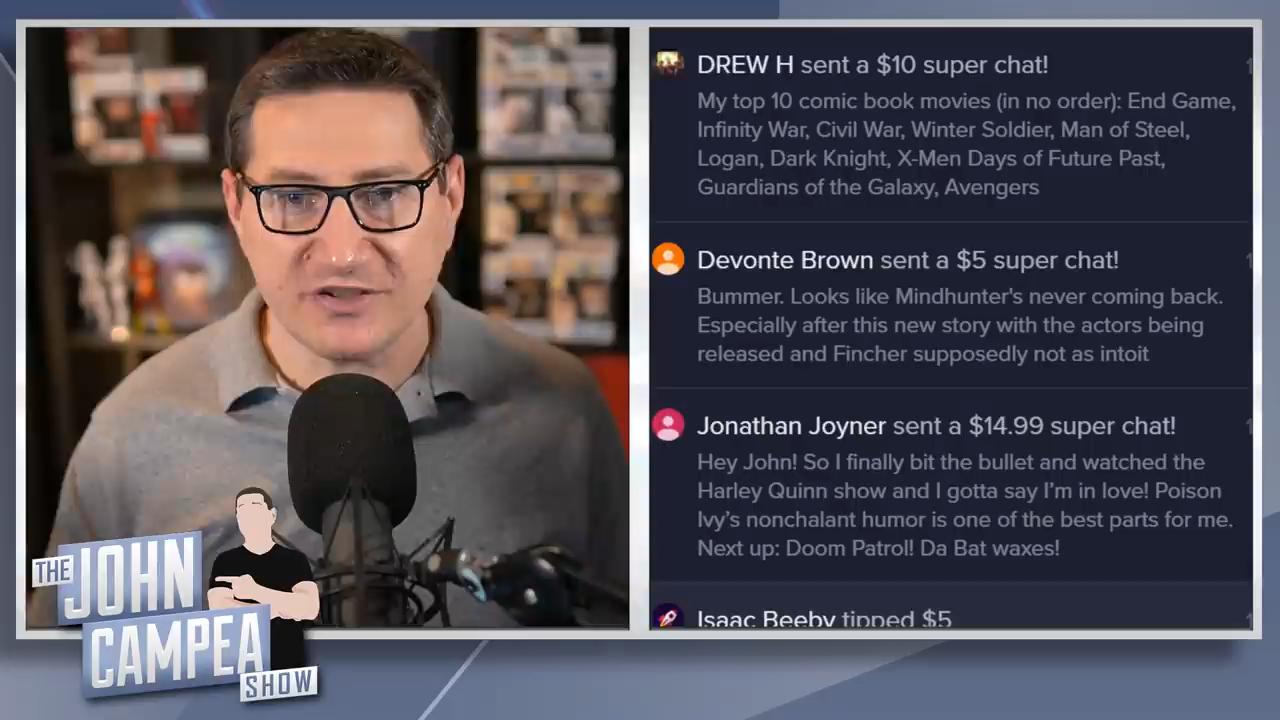 DREW H sent a $10 super chat!
My top 10 comic book movies (in no order): End Game,
Infinity War, Civil War, Winter Soldier, Man of Steel,
Logan, Dark Knight, X-Men Days of Future Past,
Guardians of the Galaxy, Avengers
Devonte Brown sent a $5 super chat!
Bummer. Looks like Mindhunter's never coming back.
Especially after this new story with the actors being
released and Fincher supposedly not as intoit
Jonathan Joyner sent a $14.99 super chat!
Hey John! So I finally bit the bullet and watched the
Harley Quinn show and I gotta say I'm in love! Poison
Ivy's nonchalant humor is one of the best parts for me.
Next up: Doom Patrol! Da Bat waxes!
Isaac Beeby tipped $5
THE
JOHN
CAMPEA
SHOW